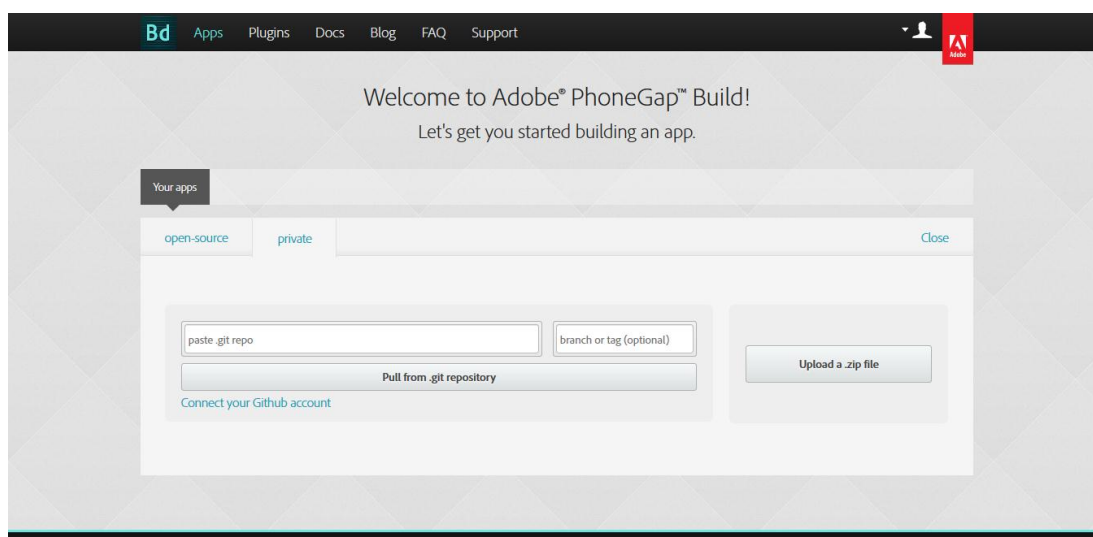 Bd Apps Plugins Docs Blog FAQ Support
Adobe
Welcome to Adobe® PhoneGap™ Build!
Let's get you started building an app.
Your apps
open-source private Close
paste .git repo branch or tag (optional)
Pull from .git repository
Upload a .zip file
Connect your Github account